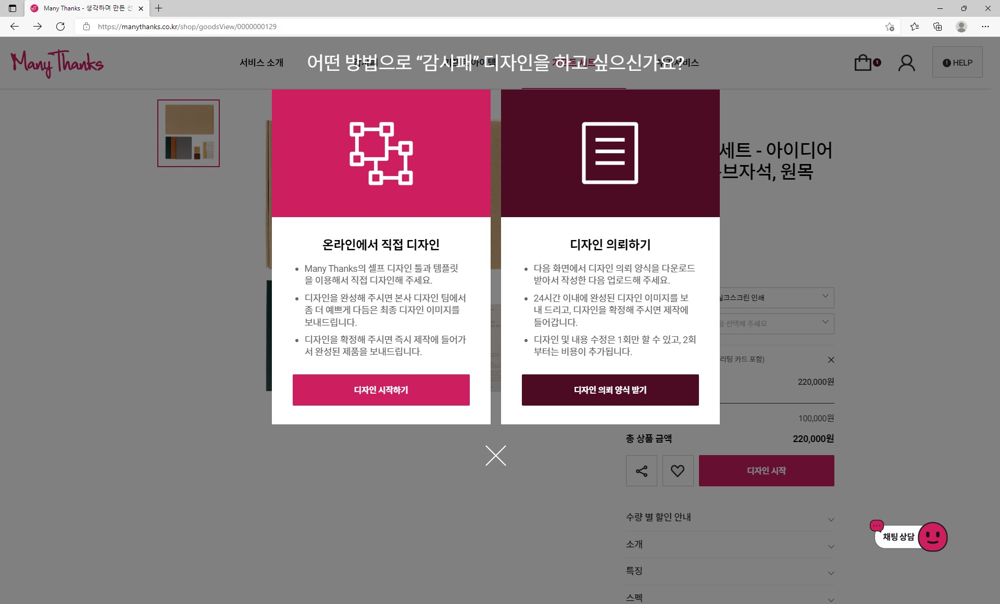 Many Thanks - 생각하며 만든 선
https://manythanks.co.kr/shop/goodsView/0000000129
Many Thanks
서비스 소개
어떤 방법으로 “감사패” 디자인을 하고 싶으신가요?
1
HELP
세트 - 아이디어
브자석, 원목
온라인에서 직접 디자인
Many Thanks의 셀프 디자인 툴과 템플릿
을 이용해서 직접 디자인해 주세요.
디자인을 완성해 주시면 본사 디자인 팀에서
좀 더 예쁘게 다듬은 최종 디자인 이미지를
보내드립니다.
디자인을 확정해 주시면 즉시 제작에 들어가
서 완성된 제품을 보내드립니다.
디자인 시작하기
디자인 의뢰하기
다음 화면에서 디자인 의뢰 양식을 다운로드
받아서 작성한 다음 업로드해 주세요.
24시간 이내에 완성된 디자인 이미지를 보
내 드리고, 디자인을 확정해 주시면 제작에
들어갑니다.
디자인 및 내용 수정은 1회만 할 수 있고, 2회
부터는 비용이 추가됩니다.
디자인 의뢰 양식 받기
실크스크린 인쇄
을 선택해 주세요
리팅 카드 포함)
220,000원
100,000원
총 상품 금액
220,000원
디자인 시작
수량 별 할인 안내
소개
특징
스펙
채팅 상담